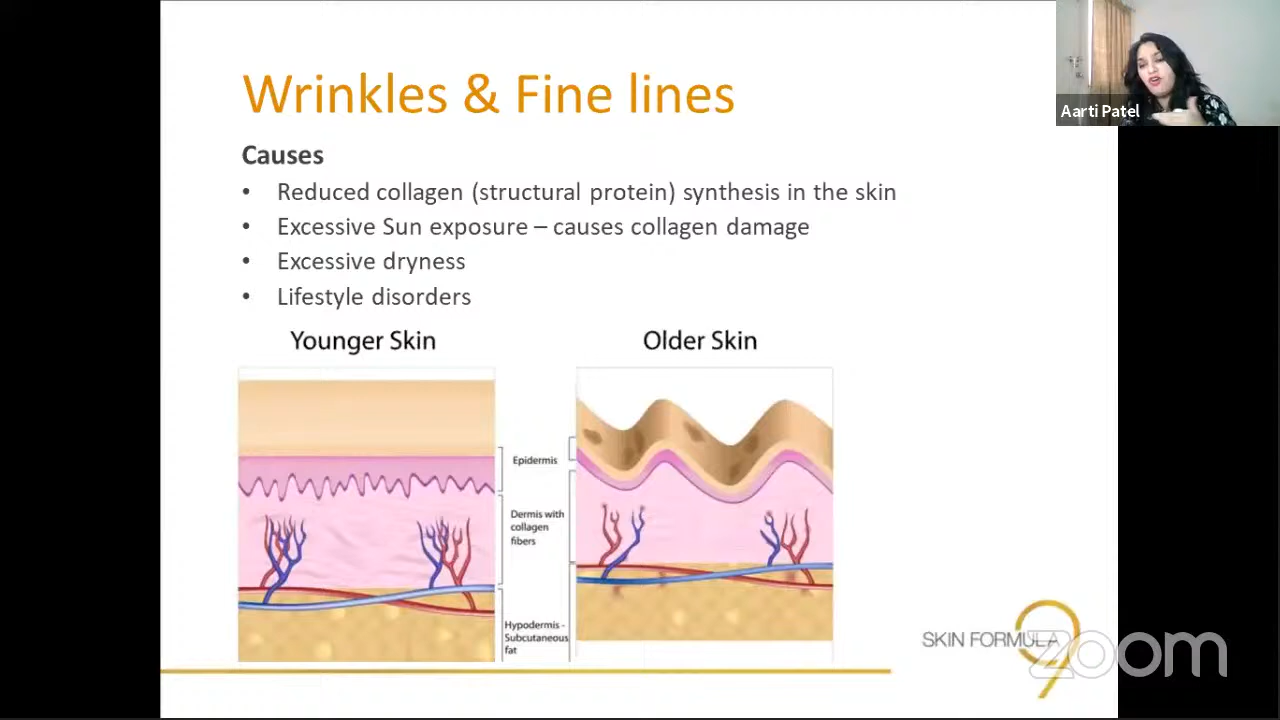 Wrinkles & Fine lines
Aarti Patel
Causes
• Reduced collagen (structural protein) synthesis in the skin
• Excessive Sun exposure – causes collagen damage
• Excessive dryness
• Lifestyle disorders
Younger Skin
Older Skin
Epidermis
Dermis with
collagen
fibers
Hypodermis -
Subcutaneous
fat
SKIN FORMULA
9
zoom